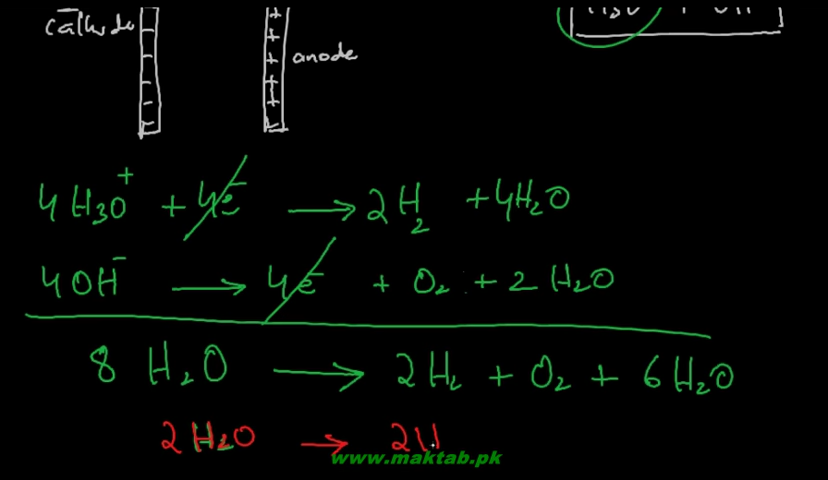 cathode
anode
4H₃O⁺ + 4e⁻ → 2H₂ + 4H₂O
4OH⁻ → 4e⁻ + O₂ + 2H₂O
8 H₂O → 2H₂ + O₂ + 6H₂O
2H₂O → 2H
www.maktab.pk